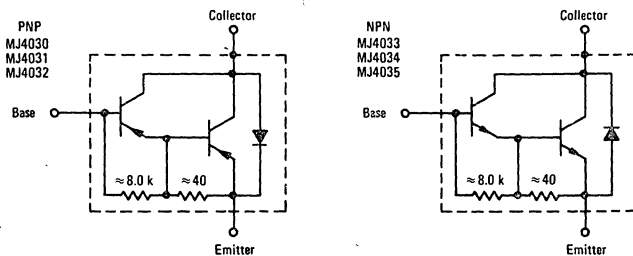 PNP
MJ4030
MJ4031
MJ4032
Collector
Base
≈8.0 k
≈40
Emitter
NPN
MJ4033
MJ4034
MJ4035
Collector
Base
≈8.0 k
≈40
Emitter